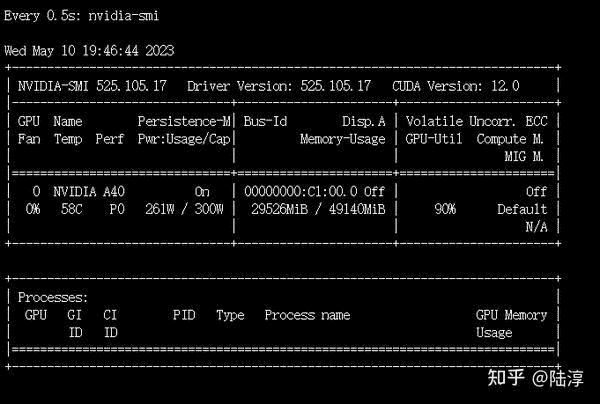 Every 0.5s: nvidia-smi
Wed May 10 19:46:44 2023
NVIDIA-SMI 525.105.17 Driver Version: 525.105.17 CUDA Version: 12.0
GPU Name Persistence-M| Bus-Id Disp.A | Volatile Uncorr. ECC
Fan Temp Perf Pwr:Usage/Cap| Memory-Usage | GPU-Util Compute M.
MIG M.
0 NVIDIA A40 On | 00000000:C1:00.0 Off | Off
0% 58C P0 261W / 300W | 29526MiB / 49140MiB | 90% Default
N/A
Processes:
GPU GI CI PID Type Process name GPU Memory
ID ID Usage
知乎 @陆淳